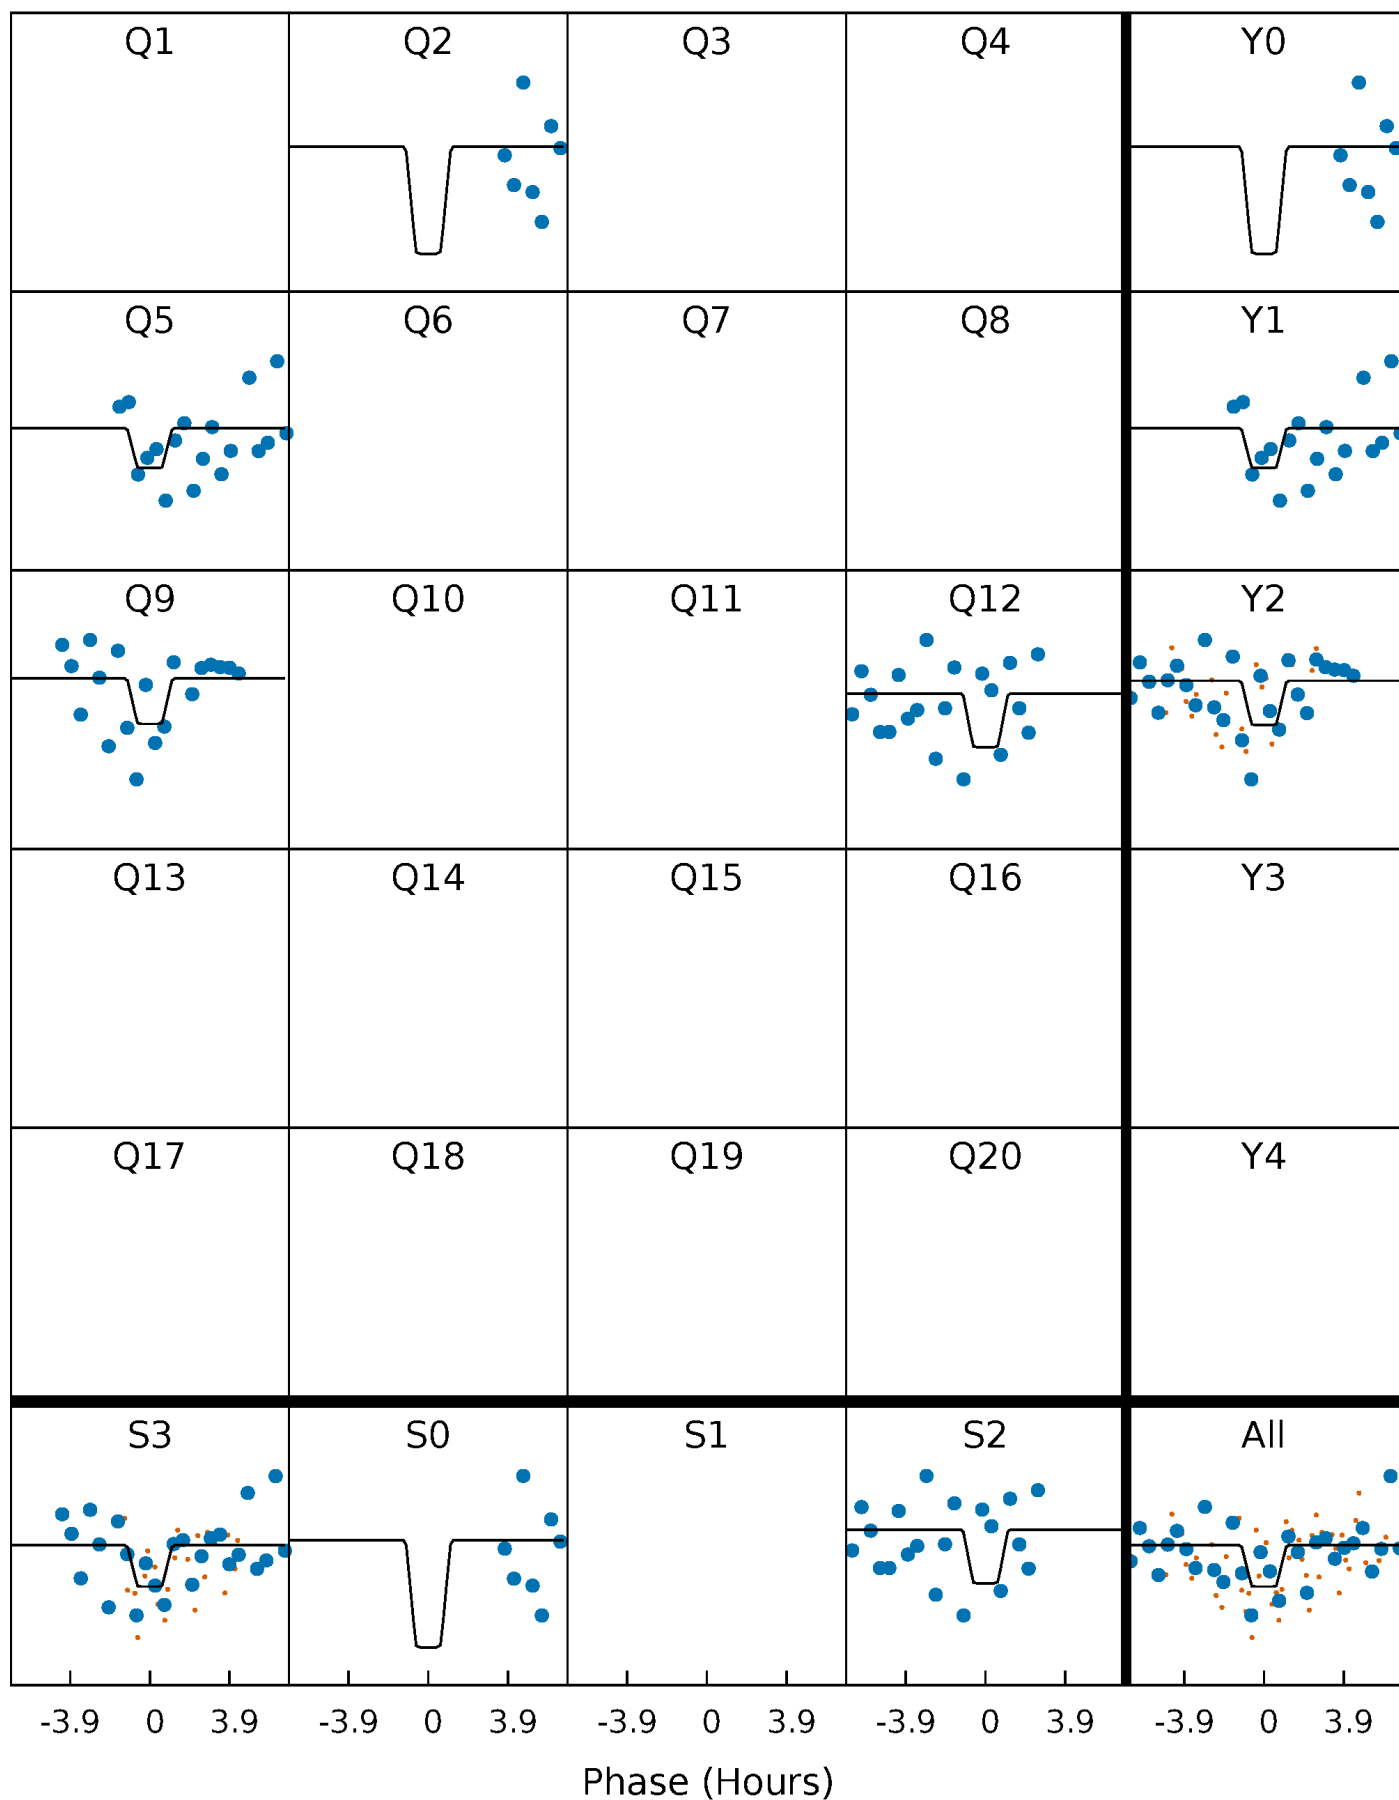 Q1 Q2 Q3 Q4 Y0
Q5 Q6 Q7 Q8 Y1
Q9 Q10 Q11 Q12 Y2
Q13 Q14 Q15 Q16 Y3
Q17 Q18 Q19 Q20 Y4
S3 S0 S1 S2 All
-3.9 0 3.9 -3.9 0 3.9 -3.9 0 3.9 -3.9 0 3.9 -3.9 0 3.9
Phase (Hours)